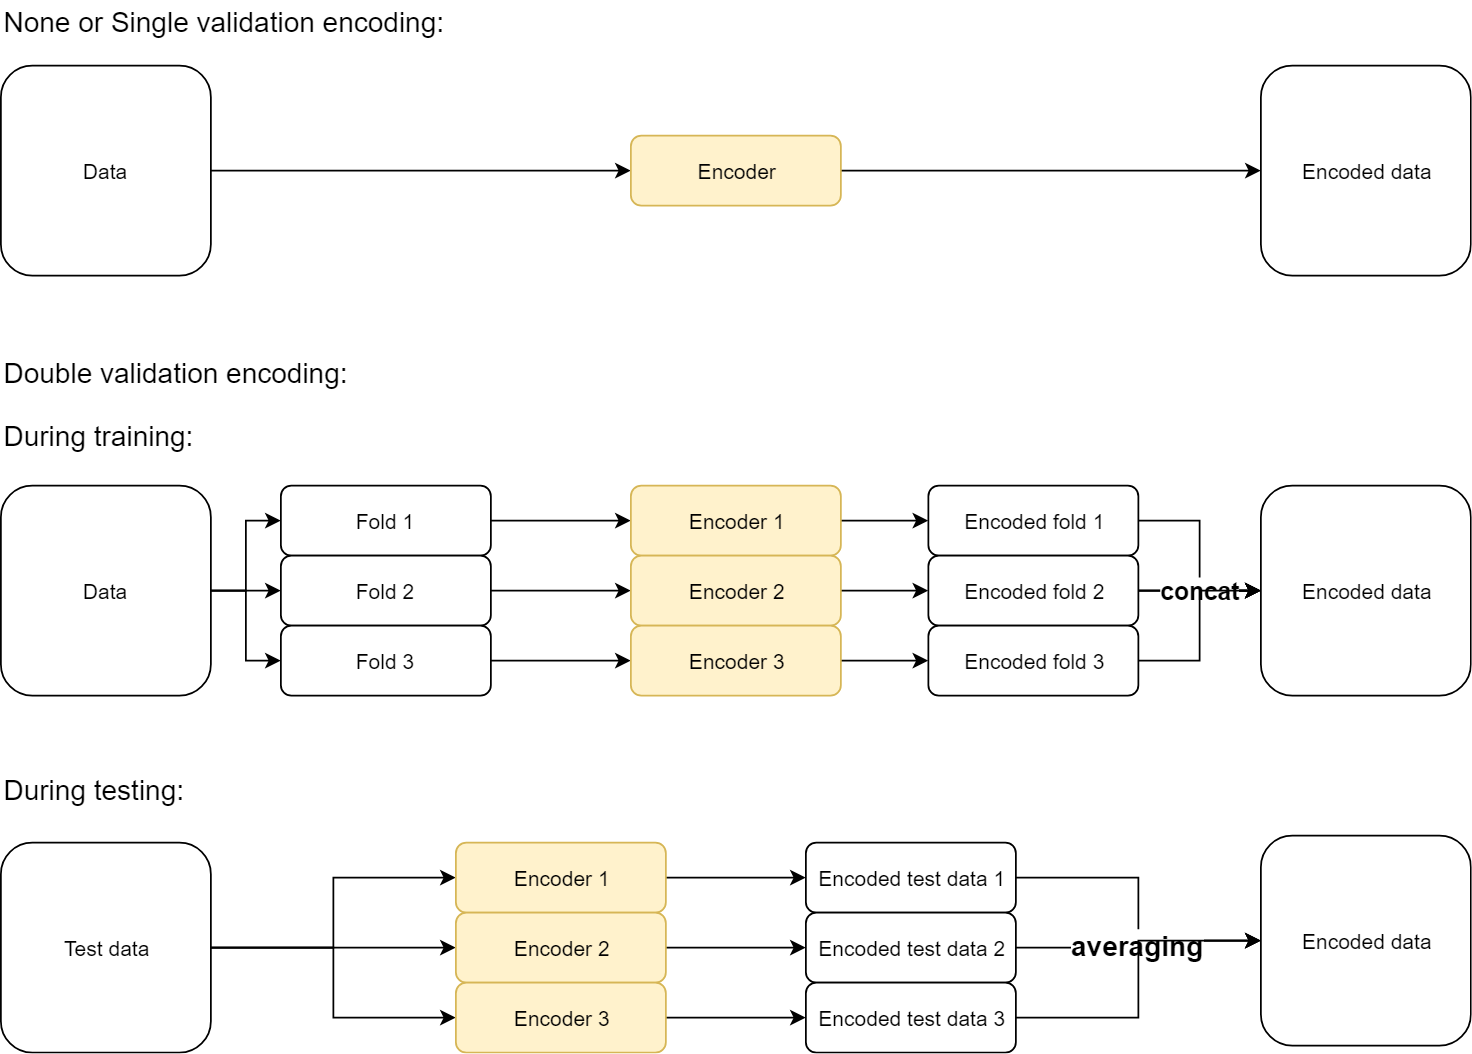 None or Single validation encoding:
Data
Encoder
Encoded data
Double validation encoding:
During training:
Data
Fold 1
Encoder 1
Encoded fold 1
Fold 2
Encoder 2
Encoded fold 2
concat
Fold 3
Encoder 3
Encoded fold 3
Encoded data
During testing:
Test data
Encoder 1
Encoded test data 1
Encoder 2
Encoded test data 2
averaging
Encoder 3
Encoded test data 3
Encoded data